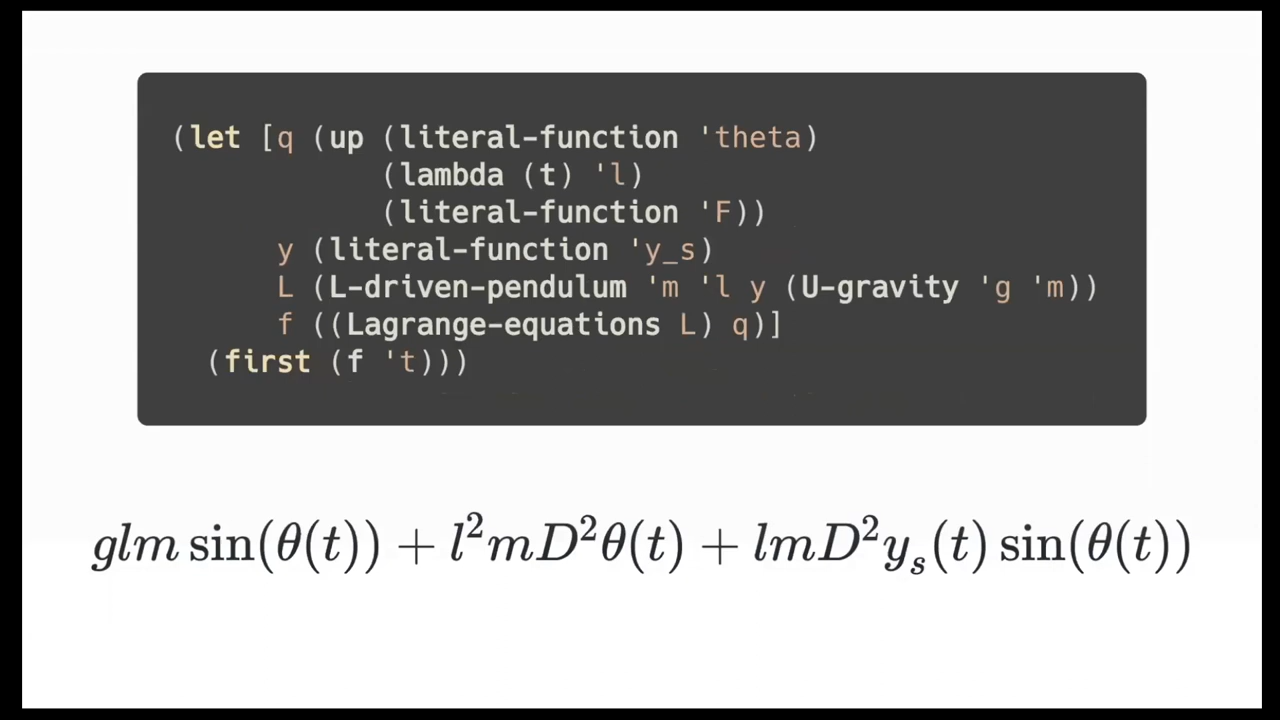 (let [q (up (literal-function 'theta)
(lambda (t) 'l)
(literal-function 'F))
y (literal-function 'y_s)
L (L-driven-pendulum 'm 'l y (U-gravity 'g 'm))
f ((Lagrange-equations L) q)]
(first (f 't)))
glm sin(θ(t)) + l²mD²θ(t) + lmD²yₛ(t) sin(θ(t))